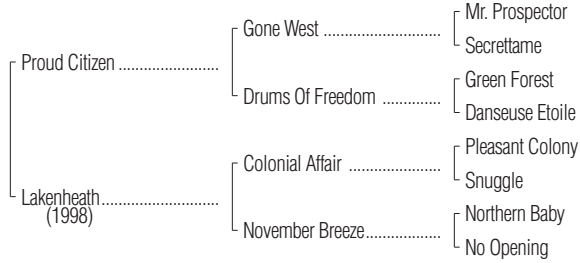 Mr. Prospector
Gone West ..............................
Secrettame
Proud Citizen ..........................
Green Forest
Drums Of Freedom ...............
Danseuse Etoile
Pleasant Colony
Colonial Affair ........................
Snuggle
Lakenheath..............................
(1998)
Northern Baby
November Breeze...................
No Opening